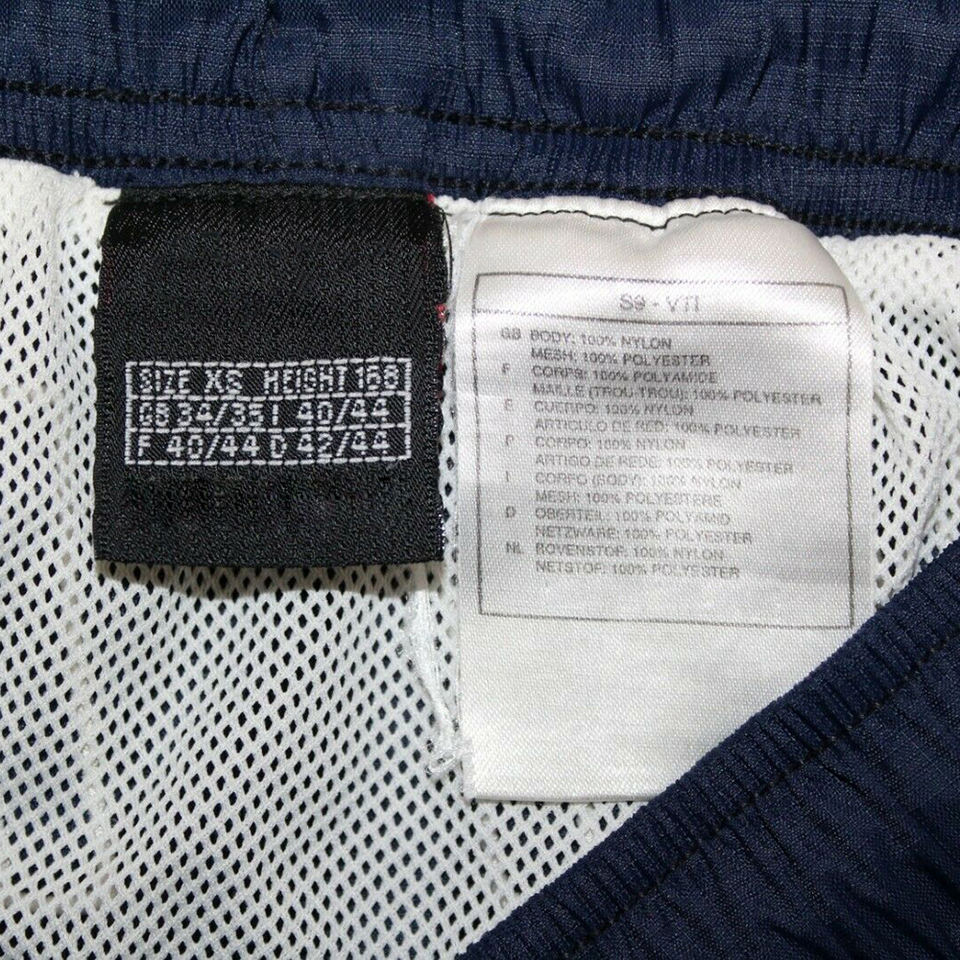 SIZE XS HEIGHT 168
GB 34/35 I 40/44
F 40/44 D 42/44
S9 - VTI
GB BODY: 100% NYLON
MESH: 100% POLYESTER
F CORPS: 100% POLYAMIDE
MAILLE (TROU-TROU): 100% POLYESTER
E CUERPO: 100% NYLON
ARTICULO DE RED: 100% POLYESTER
P CORPO: 100% NYLON
ARTIGO DE REDE: 100% POLYESTER
I CORPO (BODY): 100% NYLON
MESH: 100% POLYESTERE
D OBERTEIL: 100% POLYAMID
NETZWARE: 100% POLYESTER
NL BOVENSTOF: 100% NYLON
NETSTOF: 100% POLYESTER